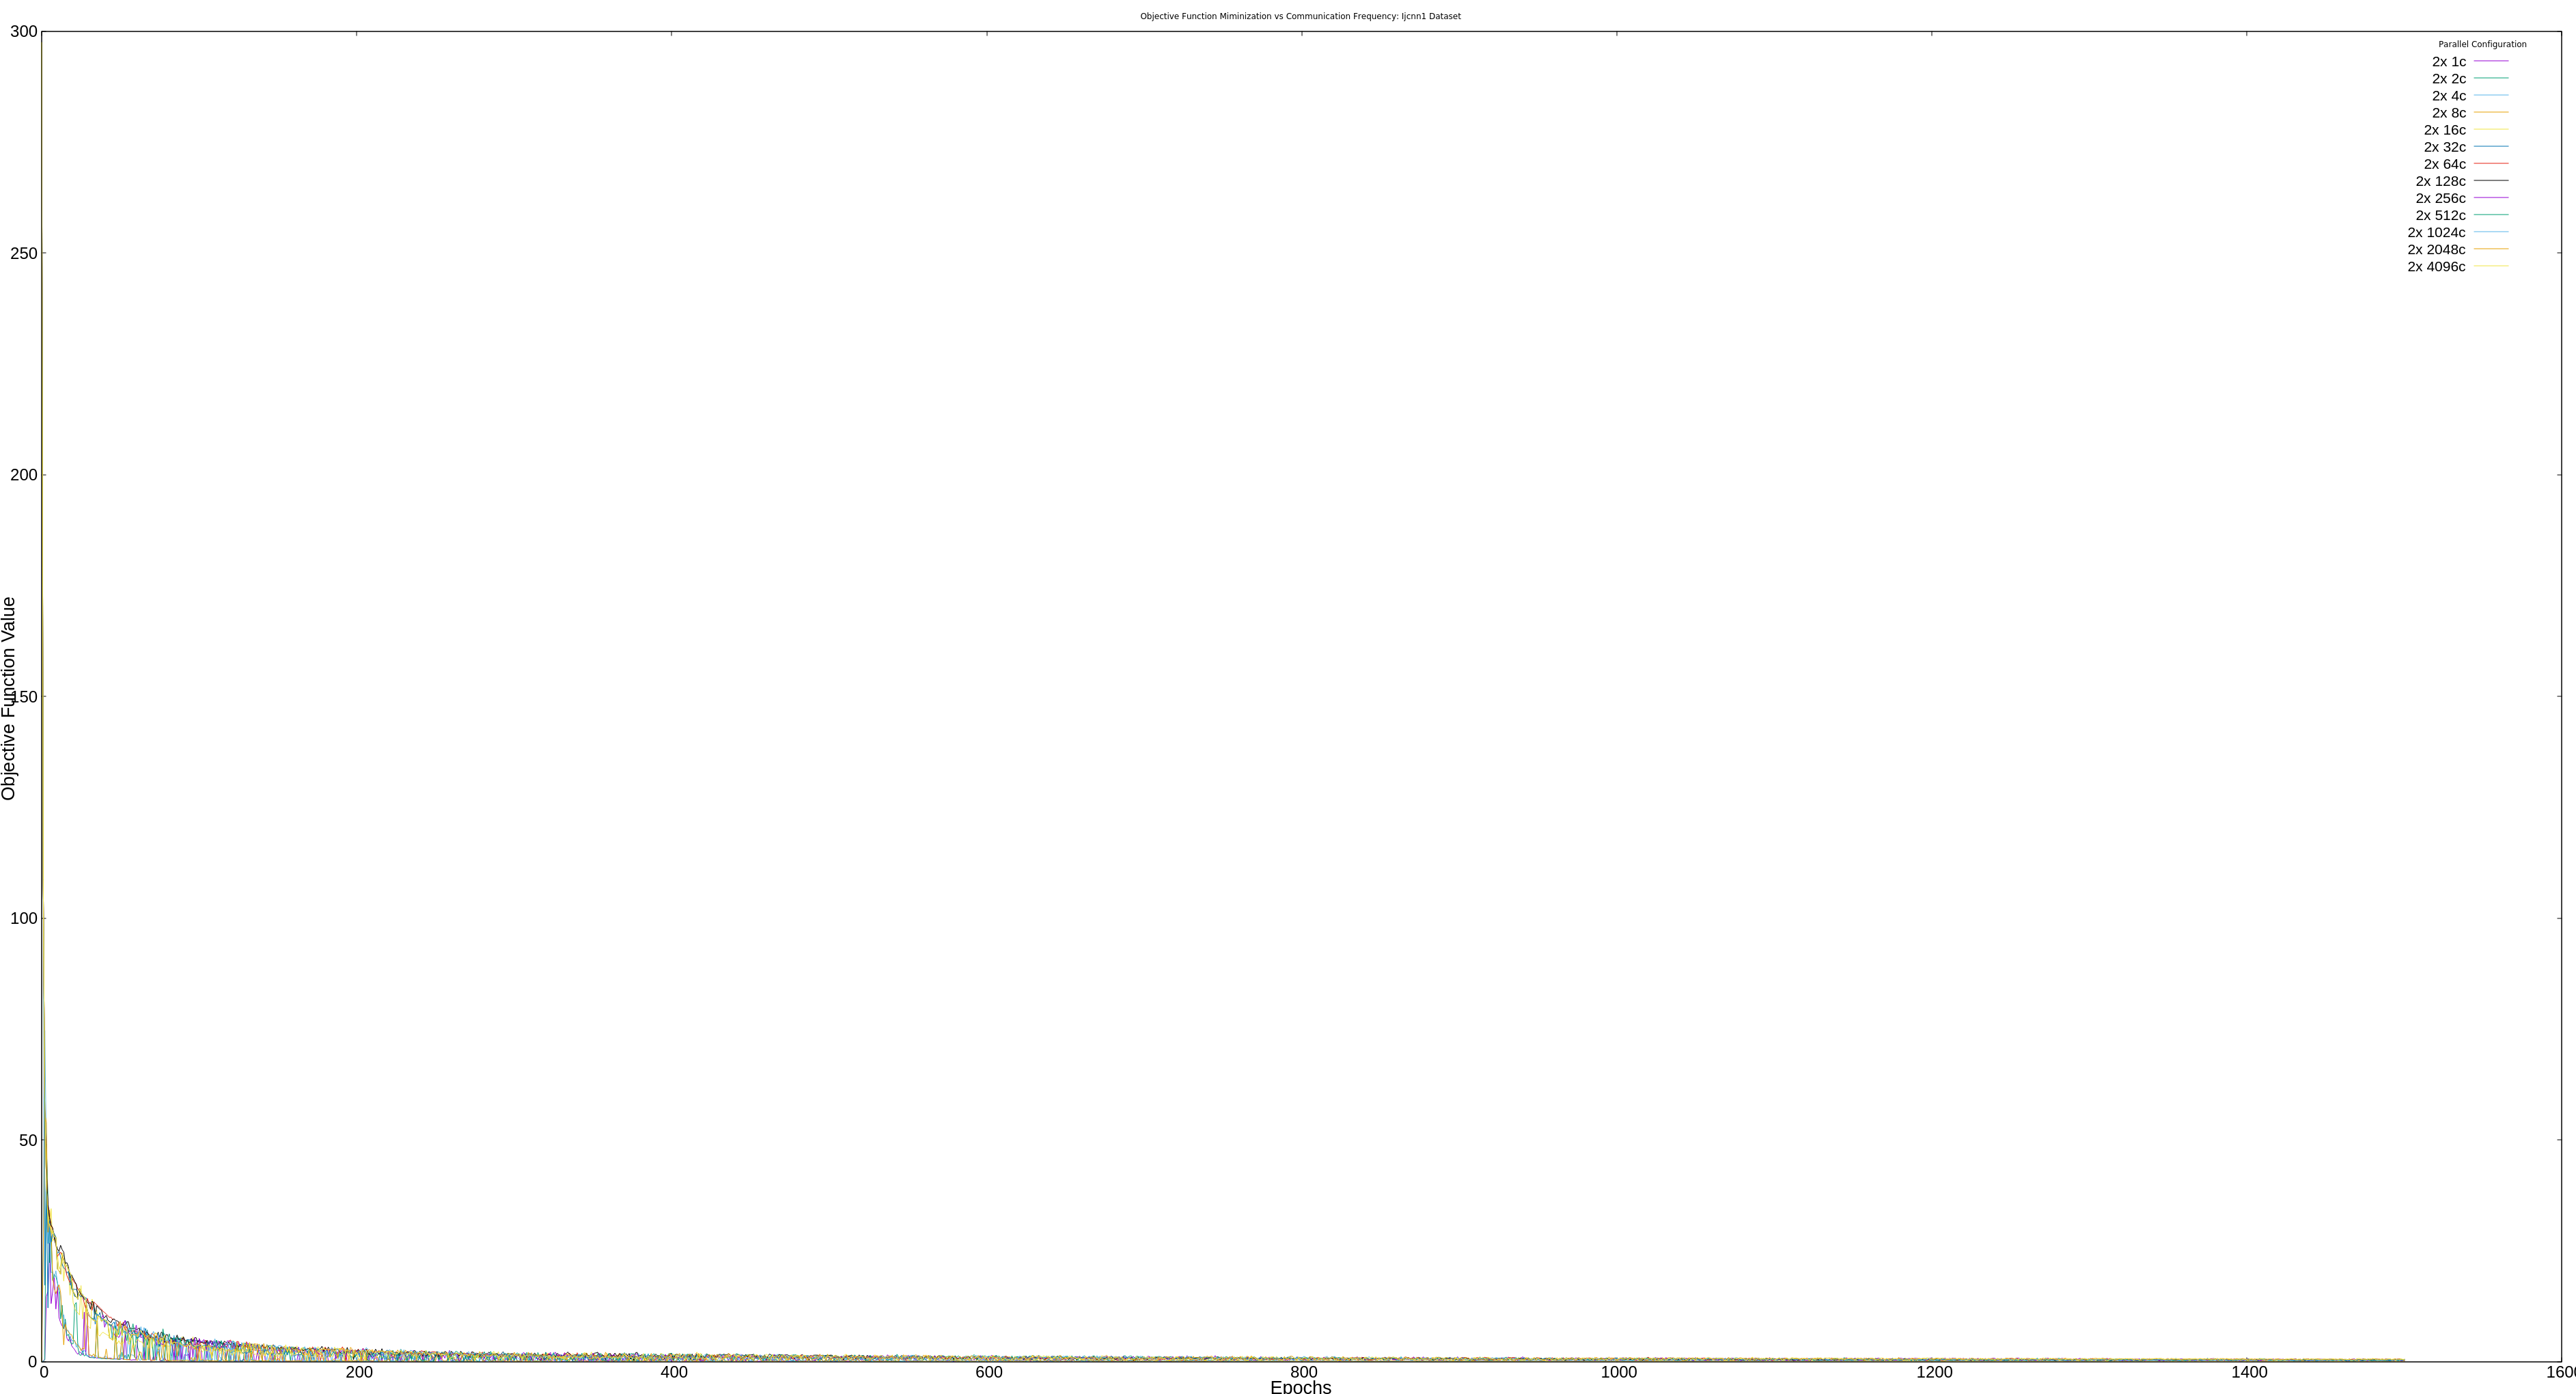 Objective Function Miminization vs Communication Frequency: Ijcnn1 Dataset
300
250
200
150
100
50
0
Objective Function Value
Parallel Configuration
2x 1c
2x 2c
2x 4c
2x 8c
2x 16c
2x 32c
2x 64c
2x 128c
2x 256c
2x 512c
2x 1024c
2x 2048c
2x 4096c
0 200 400 600 800 1000 1200 1400 1600
Epochs